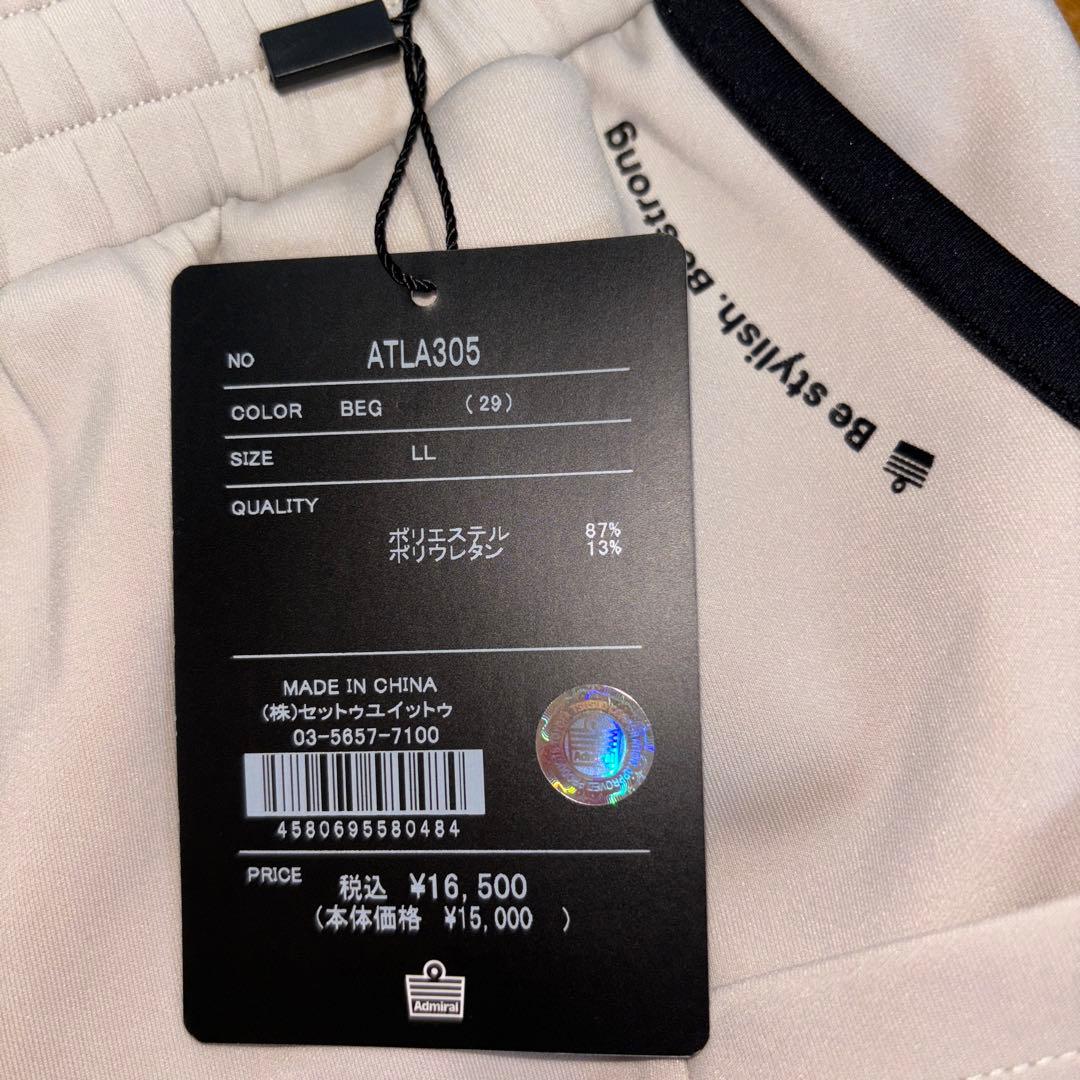 Be stylish. Be strong
NO ATLA305
COLOR BEG (29)
SIZE LL
QUALITY
ポリエステル 87%
ポリウレタン 13%
MADE IN CHINA
(株)セットゥユイットゥ
03-5657-7100
4580695580484
PRICE 税込 ¥16,500
(本体価格 ¥15,000 )
Admiral